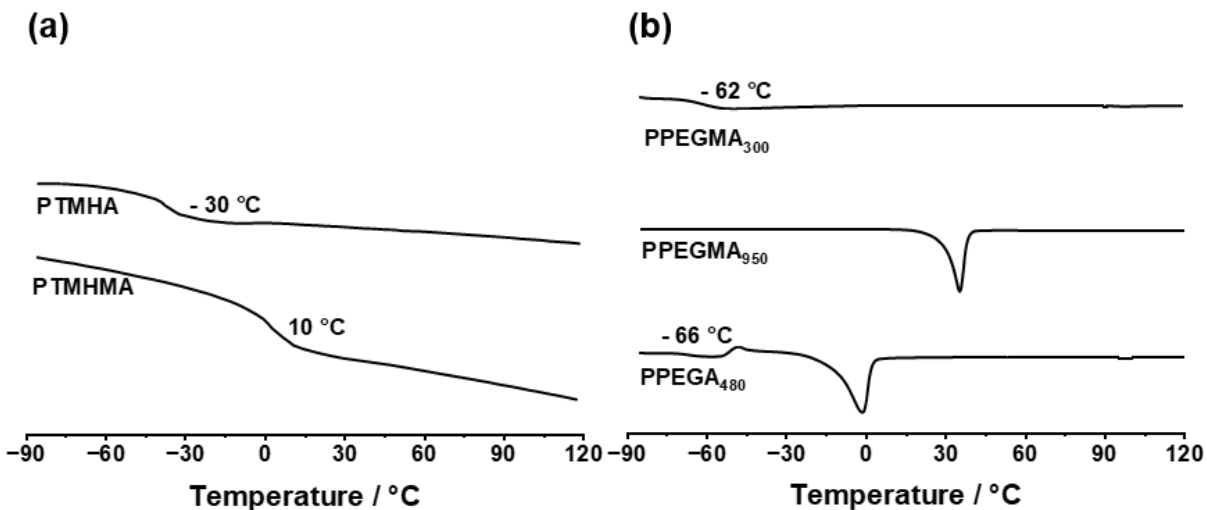 (a)
- 30 °C
PTMHA
PTMHMA
10 °C
−90 −60 −30 0 30 60 90 120
Temperature / °C
(b)
- 62 °C
PPEGMA₃₀₀
PPEGMA₉₅₀
- 66 °C
PPEGA₄₈₀
−90 −60 −30 0 30 60 90 120
Temperature / °C